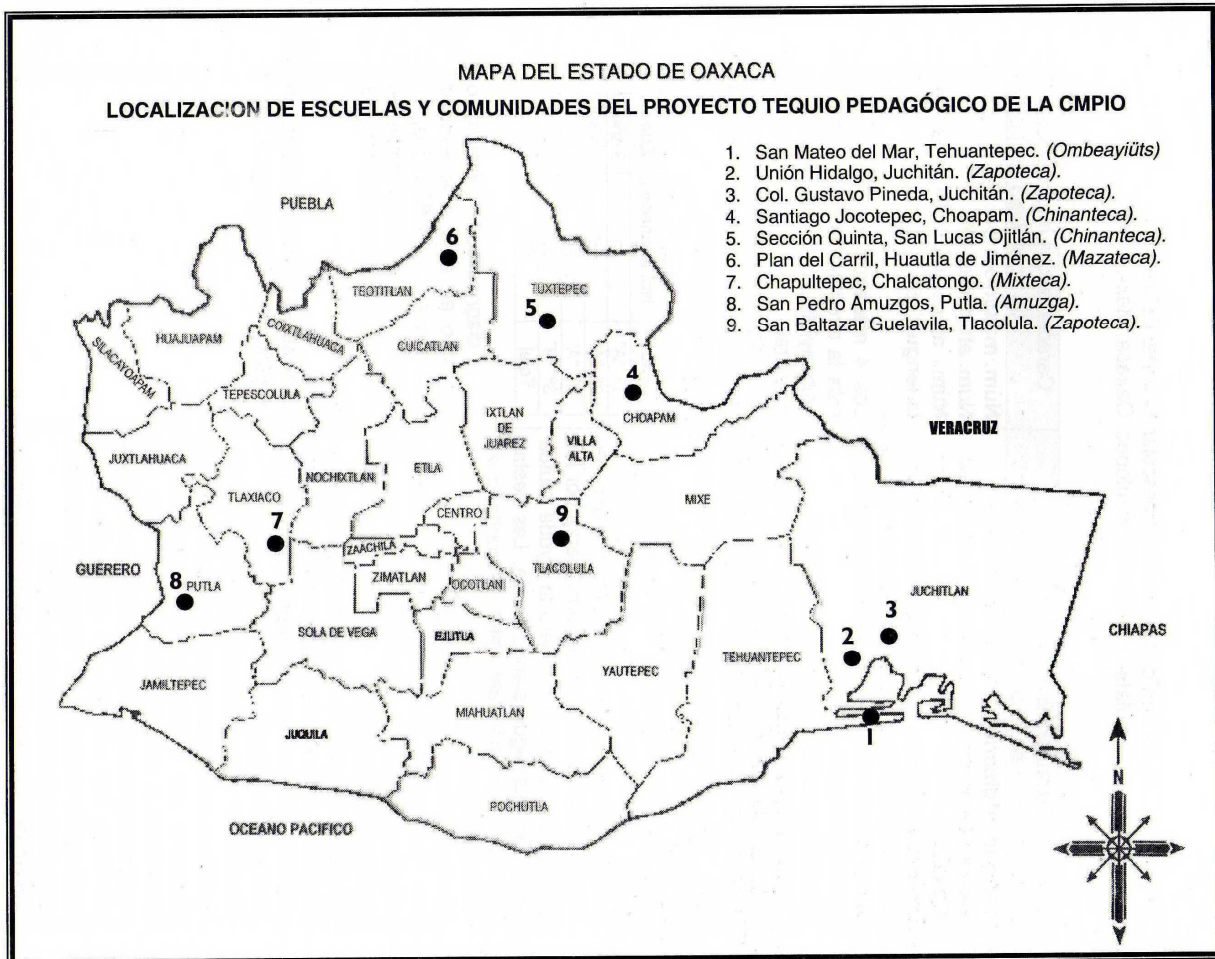 MAPA DEL ESTADO DE OAXACA
LOCALIZACION DE ESCUELAS Y COMUNIDADES DEL PROYECTO TEQUIO PEDAGÓGICO DE LA CMPIO
1. San Mateo del Mar, Tehuantepec. (Ombeayiüts)
2. Unión Hidalgo, Juchitán. (Zapoteca).
3. Col. Gustavo Pineda, Juchitán. (Zapoteca).
4. Santiago Jocotepec, Choapam. (Chinanteca).
5. Sección Quinta, San Lucas Ojitlán. (Chinanteca).
6. Plan del Carril, Huautla de Jiménez. (Mazateca).
7. Chapultepec, Chalcatongo. (Mixteca).
8. San Pedro Amuzgos, Putla. (Amuzga).
9. San Baltazar Guelavila, Tlacolula. (Zapoteca).
PUEBLA
6
TEOTITLAN
TUXTEPEC
5
HUAJUAPAM
COIXTLAHUACA
CUICATLAN
SILACAYOAPAM
TEPESCOLULA
4
CHOAPAM
IXTLAN
DE
JUAREZ
VILLA
ALTA
VERACRUZ
JUXTLAHUACA
NOCHIXTLAN
ETLA
TLAXIACO
MIXE
CENTRO
9
7
ZAACHILA
TLACOLULA
GUERERO
8 PUTLA
ZIMATLAN
OCOTLAN
JUCHITLAN
SOLA DE VEGA
EJLITLA
3
CHIAPAS
2
YAUTEPEC
TEHUANTEPEC
JAMILTEPEC
MIAHUATLAN
1
JUQUILA
POCHUTLA
OCEANO PACIFICO
N